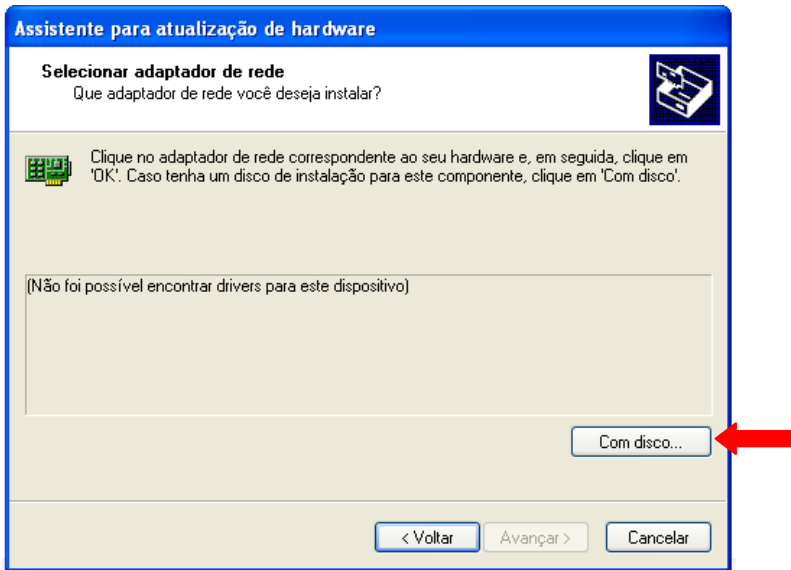 Assistente para atualização de hardware
Selecionar adaptador de rede
Que adaptador de rede você deseja instalar?
Clique no adaptador de rede correspondente ao seu hardware e, em seguida, clique em
'OK'. Caso tenha um disco de instalação para este componente, clique em 'Com disco'.
(Não foi possível encontrar drivers para este dispositivo)
Com disco...
< Voltar
Avançar >
Cancelar